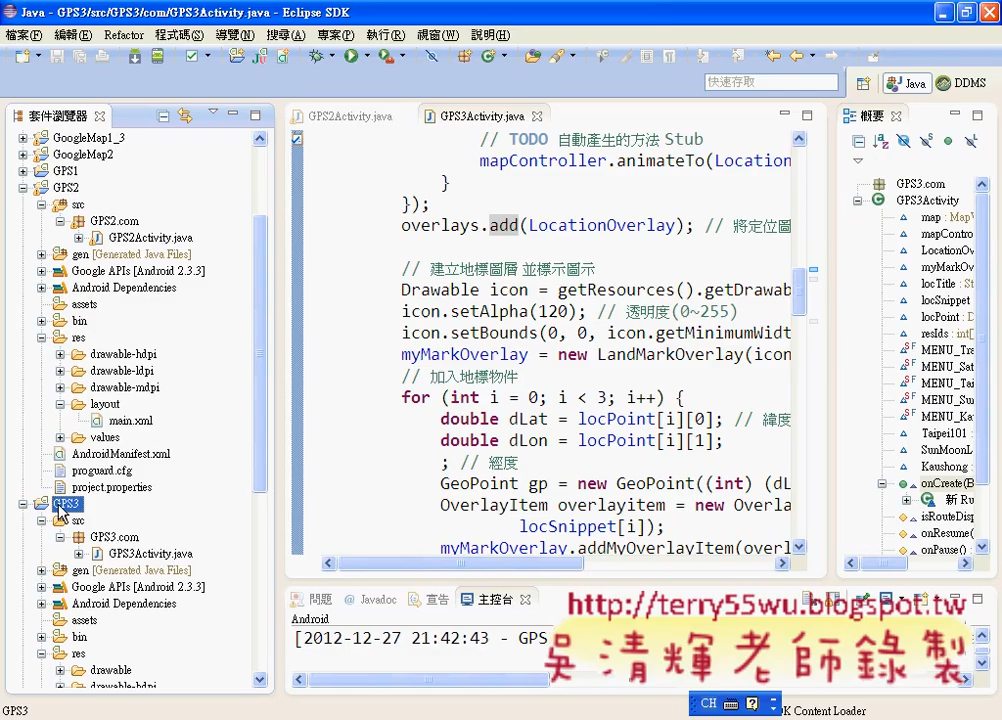 Java - GPS3/src/GPS3/com/GPS3Activity.java - Eclipse SDK
檔案(F) 編輯(E) Refactor 程式碼(S) 導覽(N) 搜尋(A) 專案(P) 執行(R) 視窗(W) 說明(H)
快速存取
Java
DDMS
套件瀏覽器
GoogleMap1_3
GoogleMap2
GPS1
GPS2
src
GPS2.com
GPS2Activity.java
gen [Generated Java Files]
Google APIs [Android 2.3.3]
Android Dependencies
assets
bin
res
drawable-hdpi
drawable-ldpi
drawable-mdpi
layout
main.xml
values
AndroidManifest.xml
proguard.cfg
project.properties
GPS3
src
GPS3.com
GPS3Activity.java
gen [Generated Java Files]
Google APIs [Android 2.3.3]
Android Dependencies
assets
bin
res
drawable
drawable-hdpi
GPS2Activity.java
GPS3Activity.java
// TODO 自動產生的方法 Stub
mapController.animateTo(Location
}
});
overlays.add(LocationOverlay); // 將定位圖
// 建立地標圖層 並標示圖示
Drawable icon = getResources().getDrawab
icon.setAlpha(120); // 透明度(0~255)
icon.setBounds(0, 0, icon.getMinimumWidt
myMarkOverlay = new LandMarkOverlay(icon
// 加入地標物件
for (int i = 0; i < 3; i++) {
double dLat = locPoint[i][0]; // 緯度
double dLon = locPoint[i][1];
; // 經度
GeoPoint gp = new GeoPoint((int) (dL
OverlayItem overlayitem = new Overla
locSnippet[i]);
myMarkOverlay.addMyOverlayItem(overl
概要
GPS3.com
GPS3Activity
map : MapV
mapContro
LocationOv
myMarkOv
locTitle : St
locSnippet
locPoint : d
resIds : int[]
MENU_Tra
MENU_Sat
MENU_Tai
MENU_Su
MENU_Ka
Taipei101 :
SunMoonL
Kaushong :
onCreate(B
新 Ru
isRouteDisp
onResume(
onPause() :
問題
Javadoc
宣告
主控台
Android
[2012-12-27 21:42:43 - GPS
http://terry55wu.blogspot.tw
吳清輝老師錄製
GPS3
CH
K Content Loader